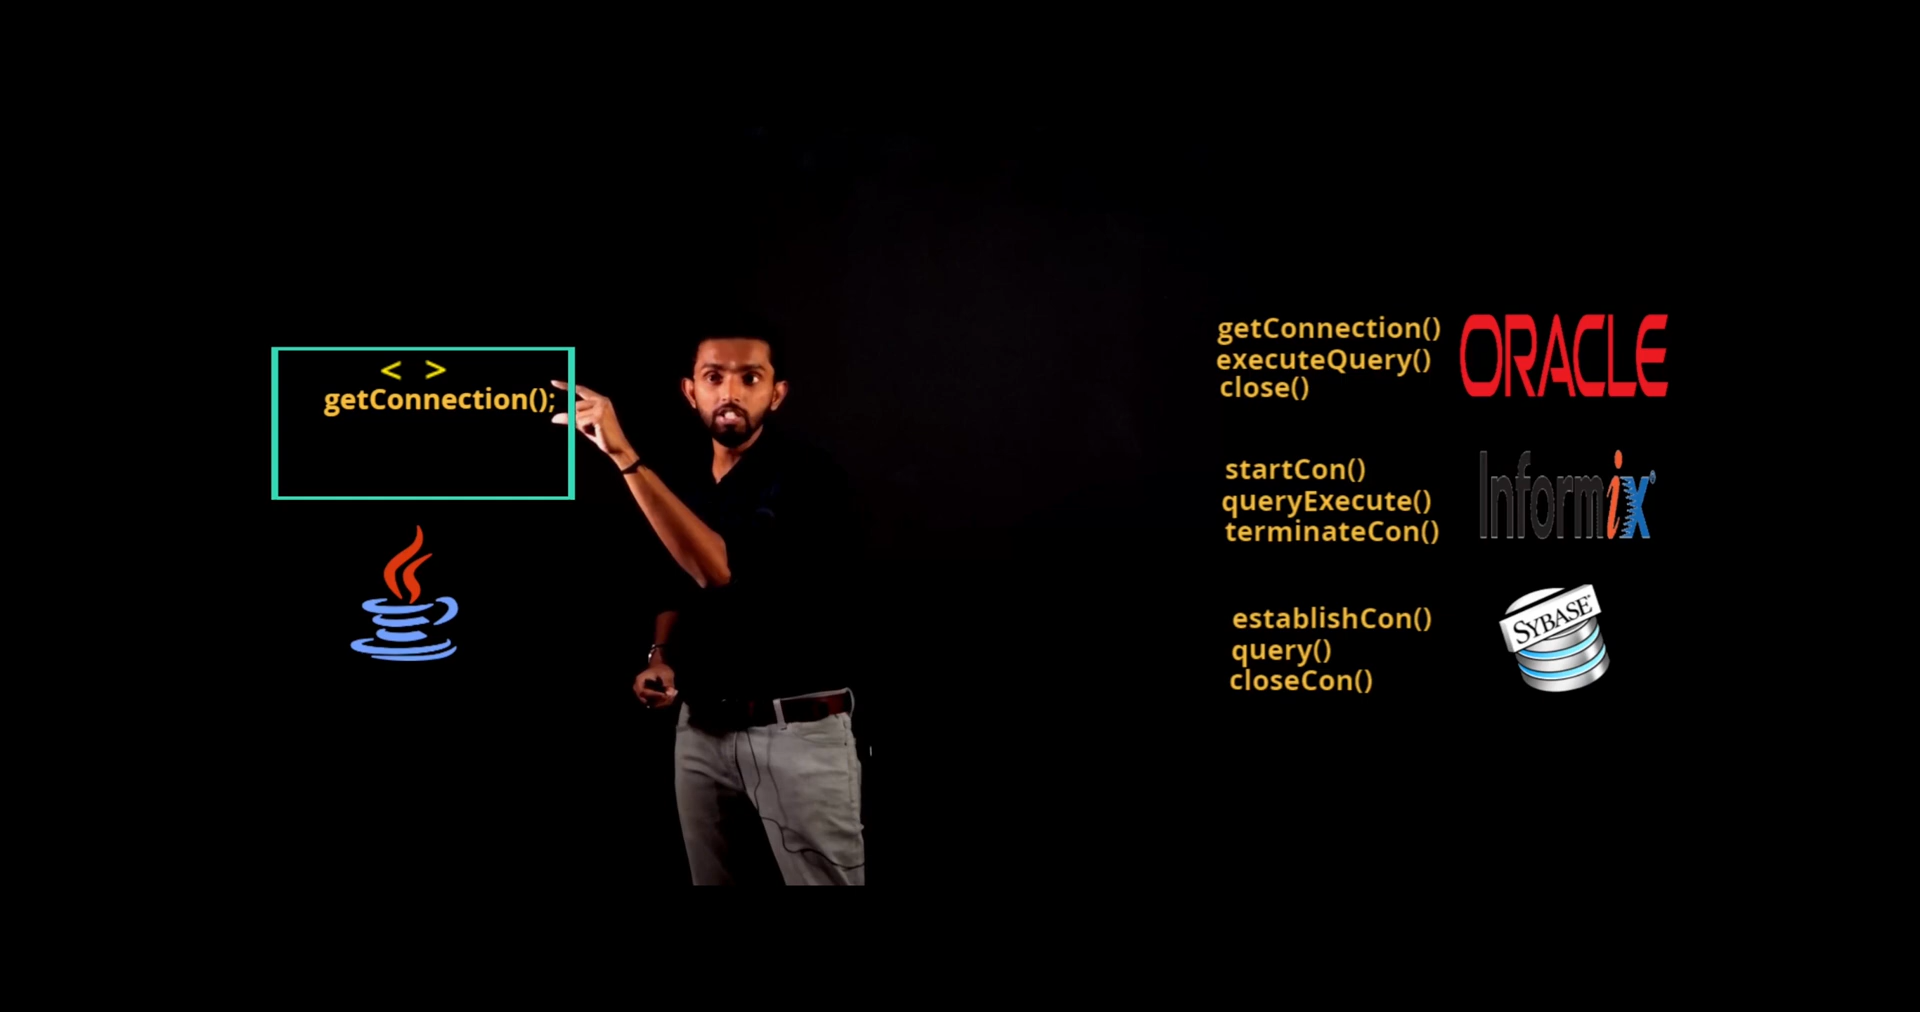 < >
getConnection();
getConnection()
executeQuery()
close()
ORACLE
startCon()
queryExecute()
terminateCon()
Informix®
establishCon()
query()
closeCon()
SYBASE